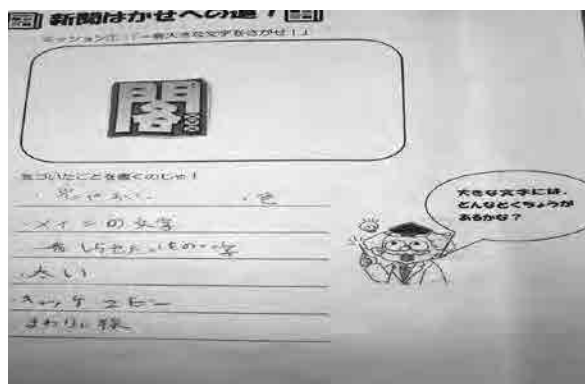 新聞はかせへの道！
ミッション①：「一番大きな文字をさがせ！」
閣
気づいたことを書くのじゃ！
・色
メインの文字
一番 しらせたいもの 字
・太い
・キャッチコピー
まわりに線
大きな文字には、
どんなとくちょうが
あるかな？